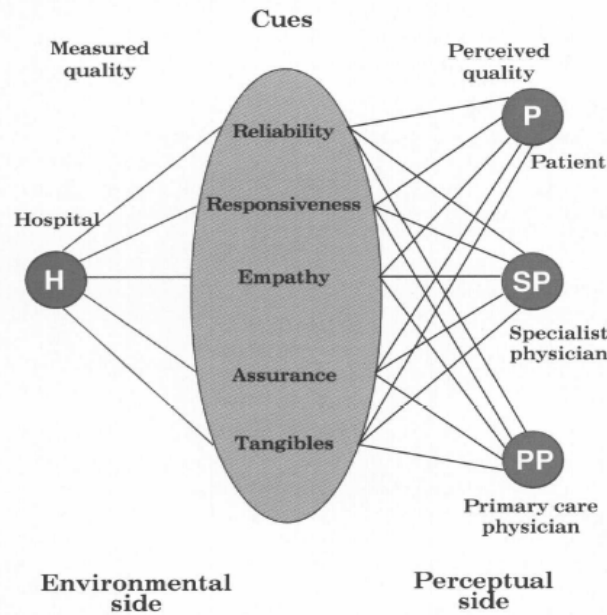 Cues
Measured
quality
Perceived
quality
P
Patient
Reliability
Responsiveness
Hospital
H
Empathy
SP
Specialist
physician
Assurance
Tangibles
PP
Primary care
physician
Environmental
side
Perceptual
side